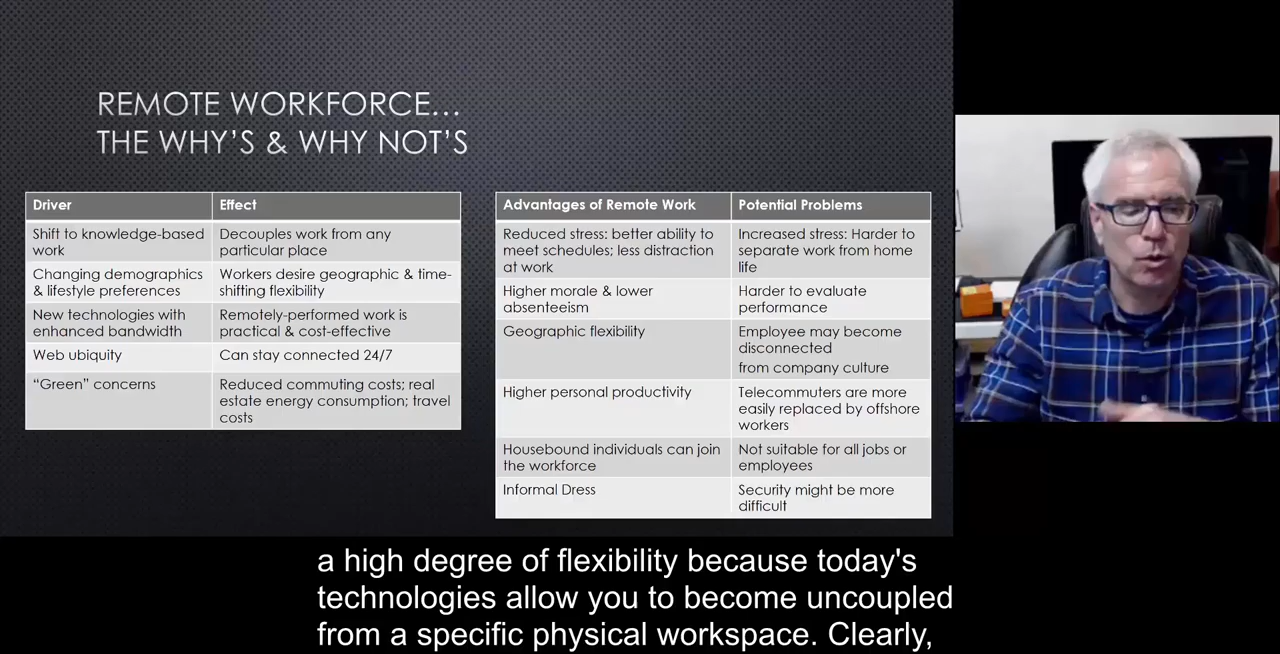 REMOTE WORKFORCE…
THE WHY'S & WHY NOT'S
Driver
Effect
Shift to knowledge-based
work
Decouples work from any
particular place
Changing demographics
& lifestyle preferences
Workers desire geographic & time-
shifting flexibility
New technologies with
enhanced bandwidth
Remotely-performed work is
practical & cost-effective
Web ubiquity
Can stay connected 24/7
“Green” concerns
Reduced commuting costs; real
estate energy consumption; travel
costs
Advantages of Remote Work
Potential Problems
Reduced stress: better ability to
meet schedules; less distraction
at work
Increased stress: Harder to
separate work from home
life
Higher morale & lower
absenteeism
Harder to evaluate
performance
Geographic flexibility
Employee may become
disconnected
from company culture
Higher personal productivity
Telecommuters are more
easily replaced by offshore
workers
Housebound individuals can join
the workforce
Not suitable for all jobs or
employees
Informal Dress
Security might be more
difficult
a high degree of flexibility because today's
technologies allow you to become uncoupled
from a specific physical workspace. Clearly,